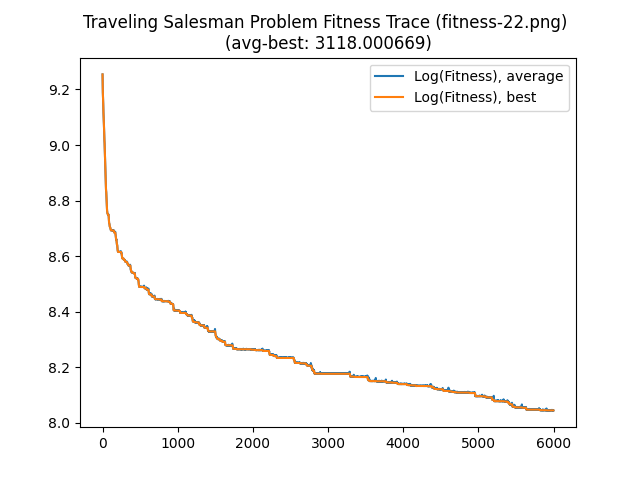 Traveling Salesman Problem Fitness Trace (fitness-22.png)
(avg-best: 3118.000669)
Log(Fitness), average
Log(Fitness), best
9.2
9.0
8.8
8.6
8.4
8.2
8.0
0 1000 2000 3000 4000 5000 6000